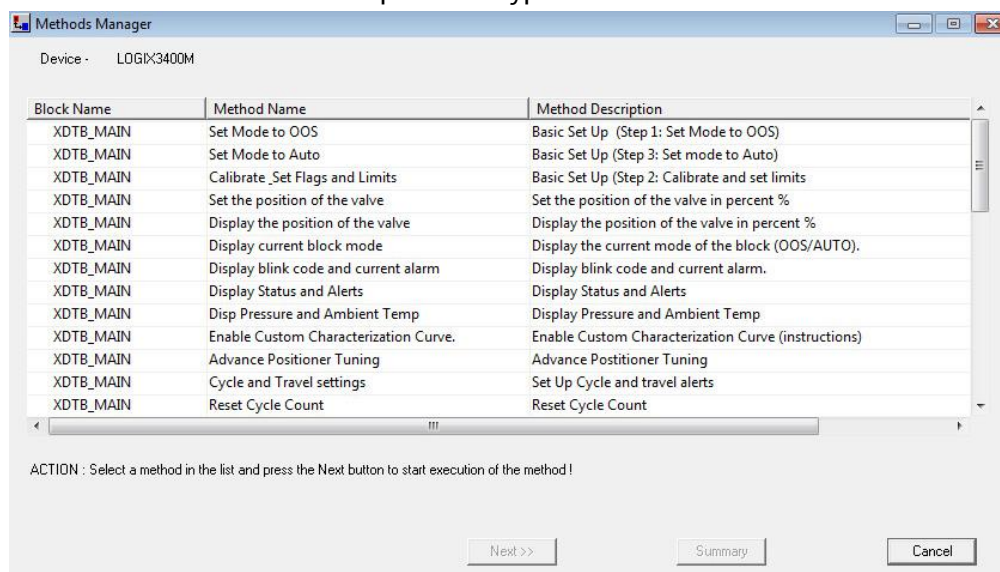 Methods Manager
Device - LOGIX3400M
Block Name Method Name Method Description
XDTB_MAIN Set Mode to OOS Basic Set Up (Step 1: Set Mode to OOS)
XDTB_MAIN Set Mode to Auto Basic Set Up (Step 3: Set mode to Auto)
XDTB_MAIN Calibrate _Set Flags and Limits Basic Set Up (Step 2: Calibrate and set limits
XDTB_MAIN Set the position of the valve Set the position of the valve in percent %
XDTB_MAIN Display the position of the valve Display the position of the valve in percent %
XDTB_MAIN Display current block mode Display the current mode of the block (OOS/AUTO).
XDTB_MAIN Display blink code and current alarm Display blink code and current alarm.
XDTB_MAIN Display Status and Alerts Display Status and Alerts
XDTB_MAIN Disp Pressure and Ambient Temp Display Pressure and Ambient Temp
XDTB_MAIN Enable Custom Characterization Curve. Enable Custom Characterization Curve (instructions)
XDTB_MAIN Advance Positioner Tuning Advance Postitioner Tuning
XDTB_MAIN Cycle and Travel settings Set Up Cycle and travel alerts
XDTB_MAIN Reset Cycle Count Reset Cycle Count
ACTION : Select a method in the list and press the Next button to start execution of the method !
Next >> Summary Cancel